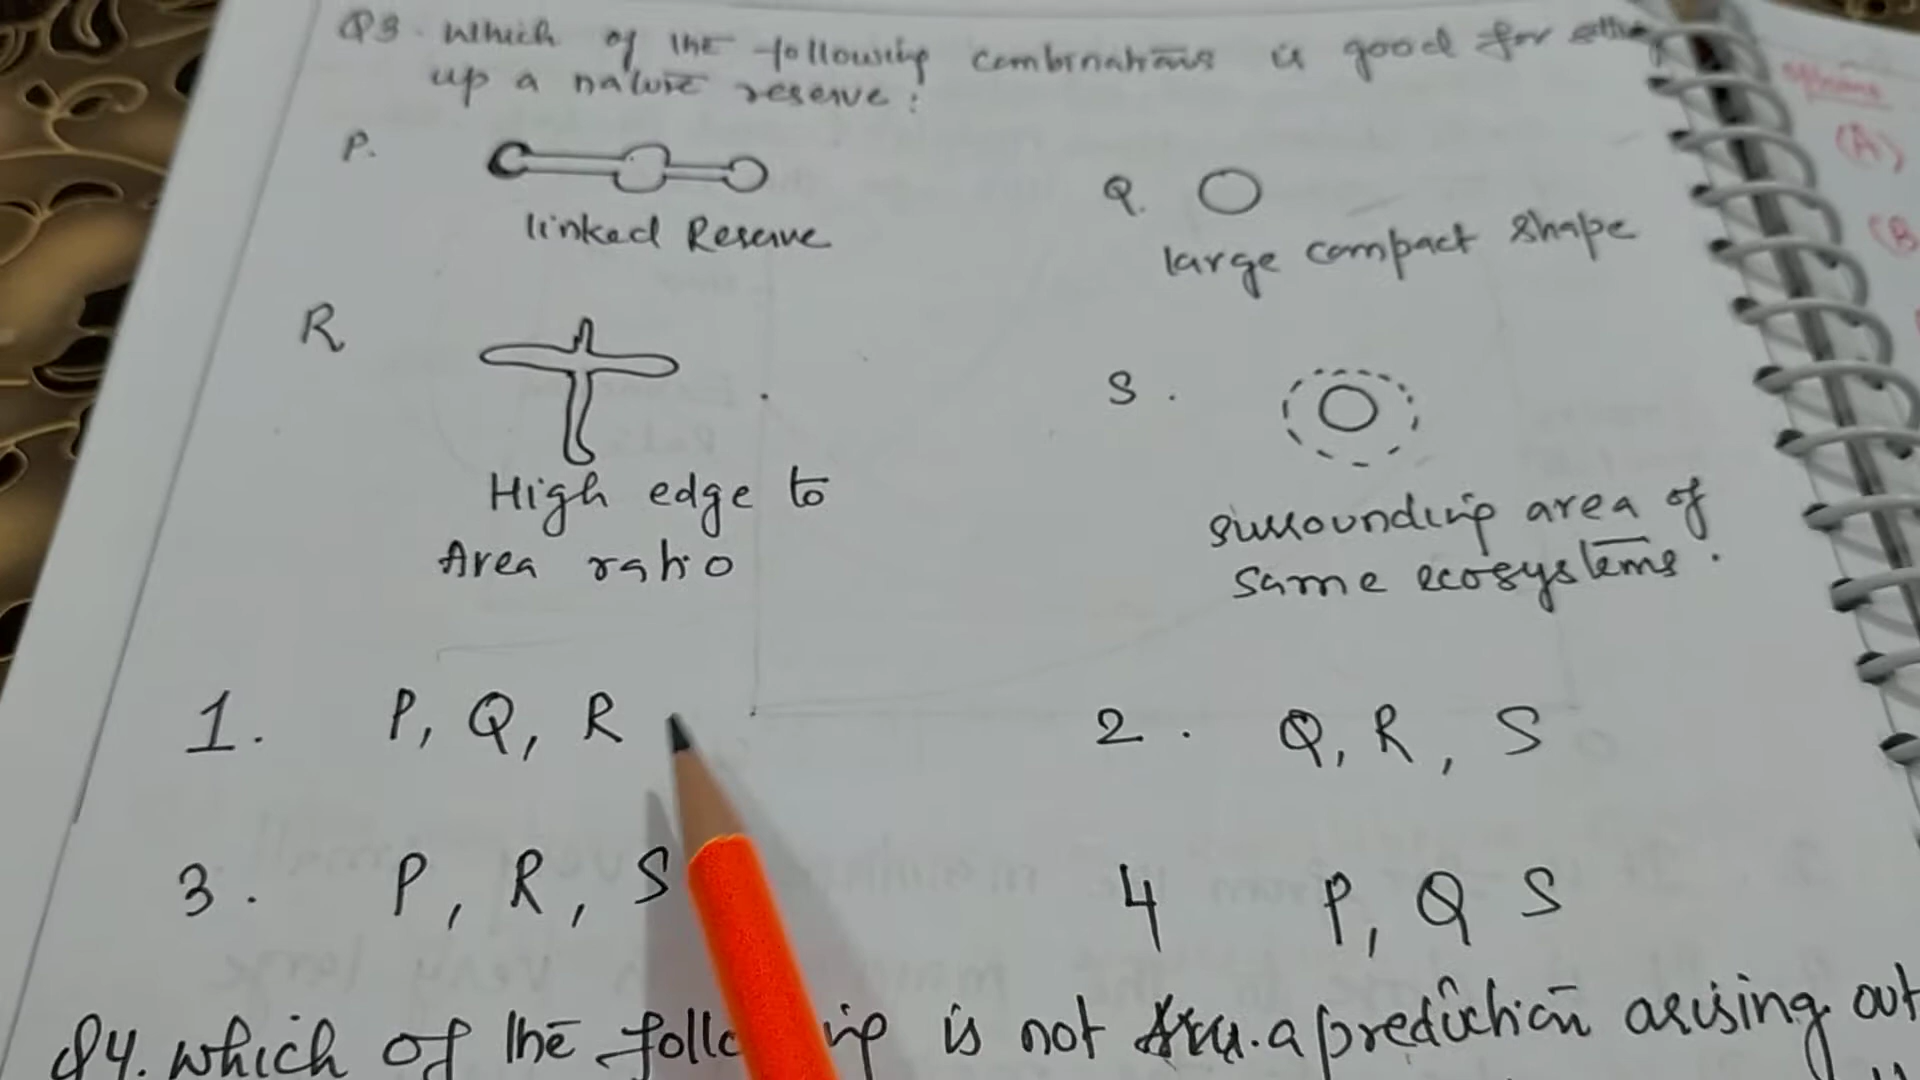 Q3. Which of the following combinations is good for setting
up a nature reserve:
P.
linked Reserve
Q.
large compact shape
R
High edge to
Area ratio
S.
surrounding area of
same ecosystems.
1. P, Q, R
2. Q, R, S
3. P, R, S
4 P, Q S
Q4. which of the is not a prediction arising out
options
(A)
(B